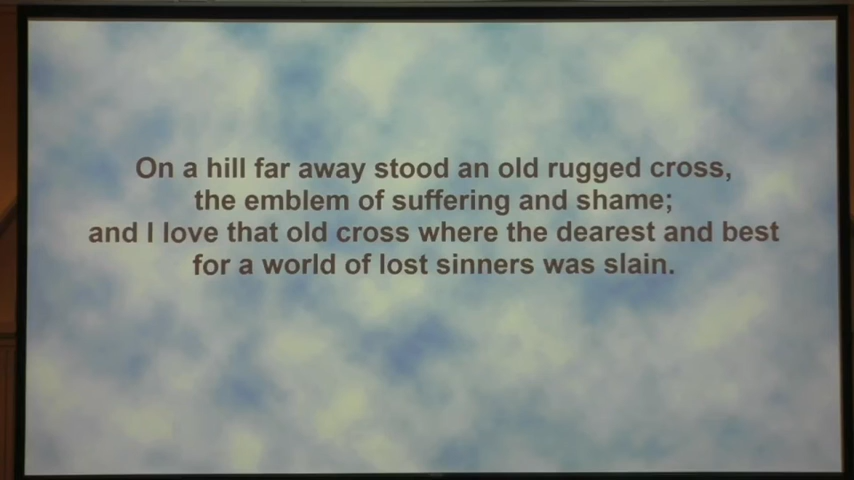 On a hill far away stood an old rugged cross,
the emblem of suffering and shame;
and I love that old cross where the dearest and best
for a world of lost sinners was slain.